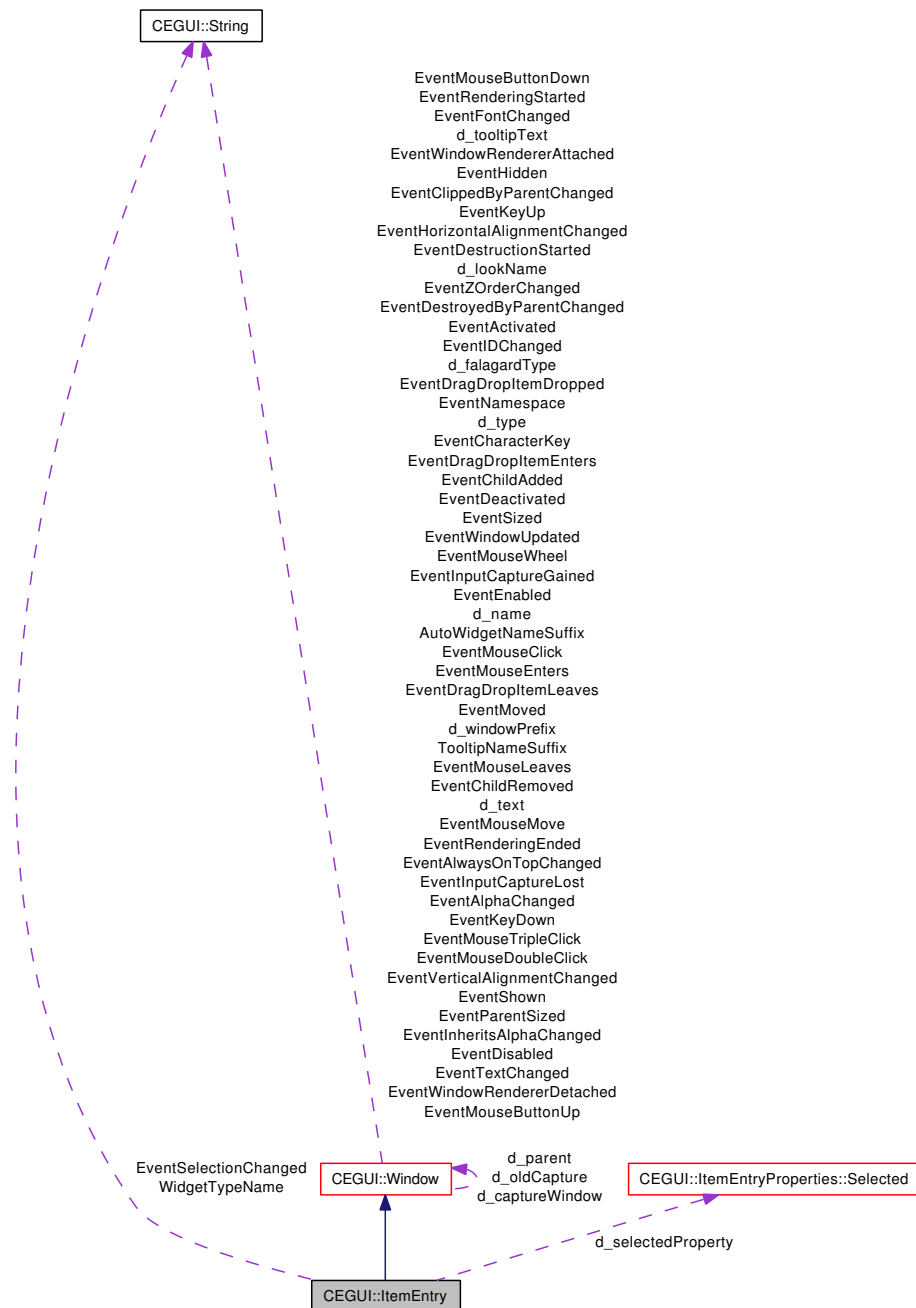 CEGUI::String
EventMouseButtonDown
EventRenderingStarted
EventFontChanged
d_tooltipText
EventWindowRendererAttached
EventHidden
EventClippedByParentChanged
EventKeyUp
EventHorizontalAlignmentChanged
EventDestructionStarted
d_lookName
EventZOrderChanged
EventDestroyedByParentChanged
EventActivated
EventIDChanged
d_falagardType
EventDragDropItemDropped
EventNamespace
d_type
EventCharacterKey
EventDragDropItemEnters
EventChildAdded
EventDeactivated
EventSized
EventWindowUpdated
EventMouseWheel
EventInputCaptureGained
EventEnabled
d_name
AutoWidgetNameSuffix
EventMouseClick
EventMouseEnters
EventDragDropItemLeaves
EventMoved
d_windowPrefix
TooltipNameSuffix
EventMouseLeaves
EventChildRemoved
d_text
EventMouseMove
EventRenderingEnded
EventAlwaysOnTopChanged
EventInputCaptureLost
EventAlphaChanged
EventKeyDown
EventMouseTripleClick
EventMouseDoubleClick
EventVerticalAlignmentChanged
EventShown
EventParentSized
EventInheritsAlphaChanged
EventDisabled
EventTextChanged
EventWindowRendererDetached
EventMouseButtonUp
EventSelectionChanged
WidgetTypeName
CEGUI::Window
d_parent
d_oldCapture
d_captureWindow
CEGUI::ItemEntryProperties::Selected
d_selectedProperty
CEGUI::ItemEntry